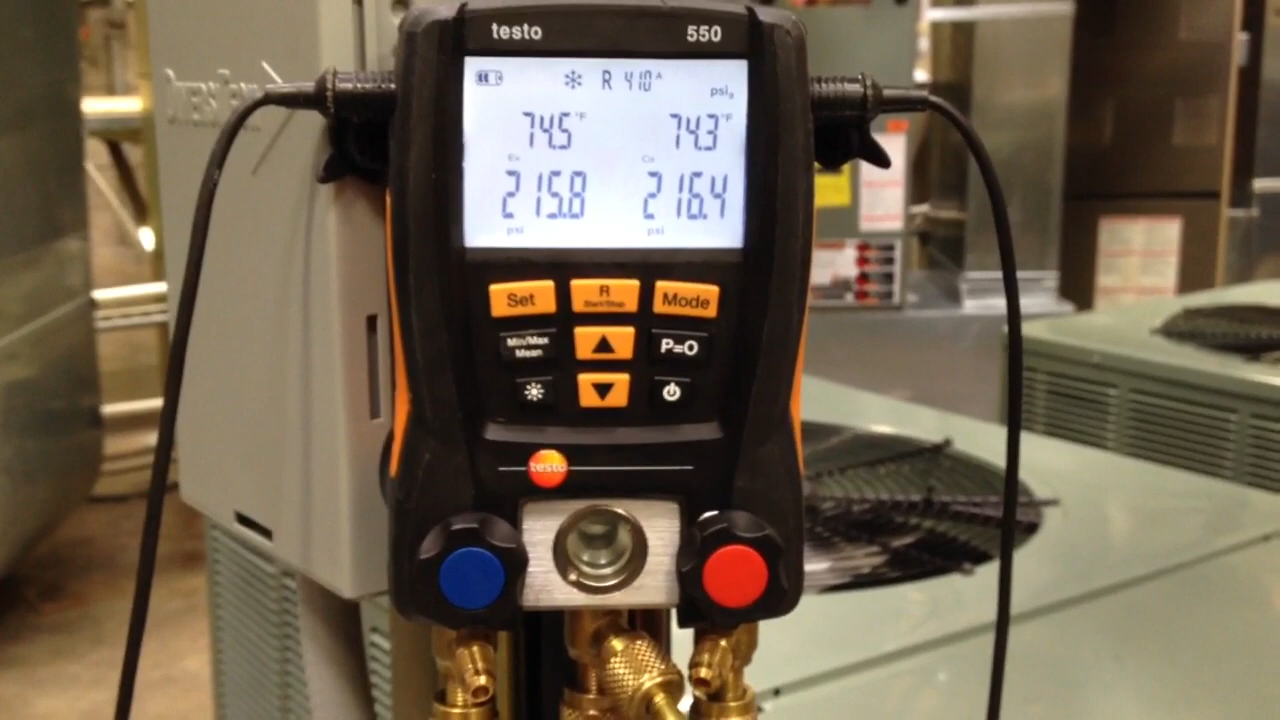 testo 550
R 410A
psig
74.5 °F 74.3 °F
Ev Co
215.8 216.4
psi psi
Set R Start/Stop Mode
Min/Max Mean P=O
testo